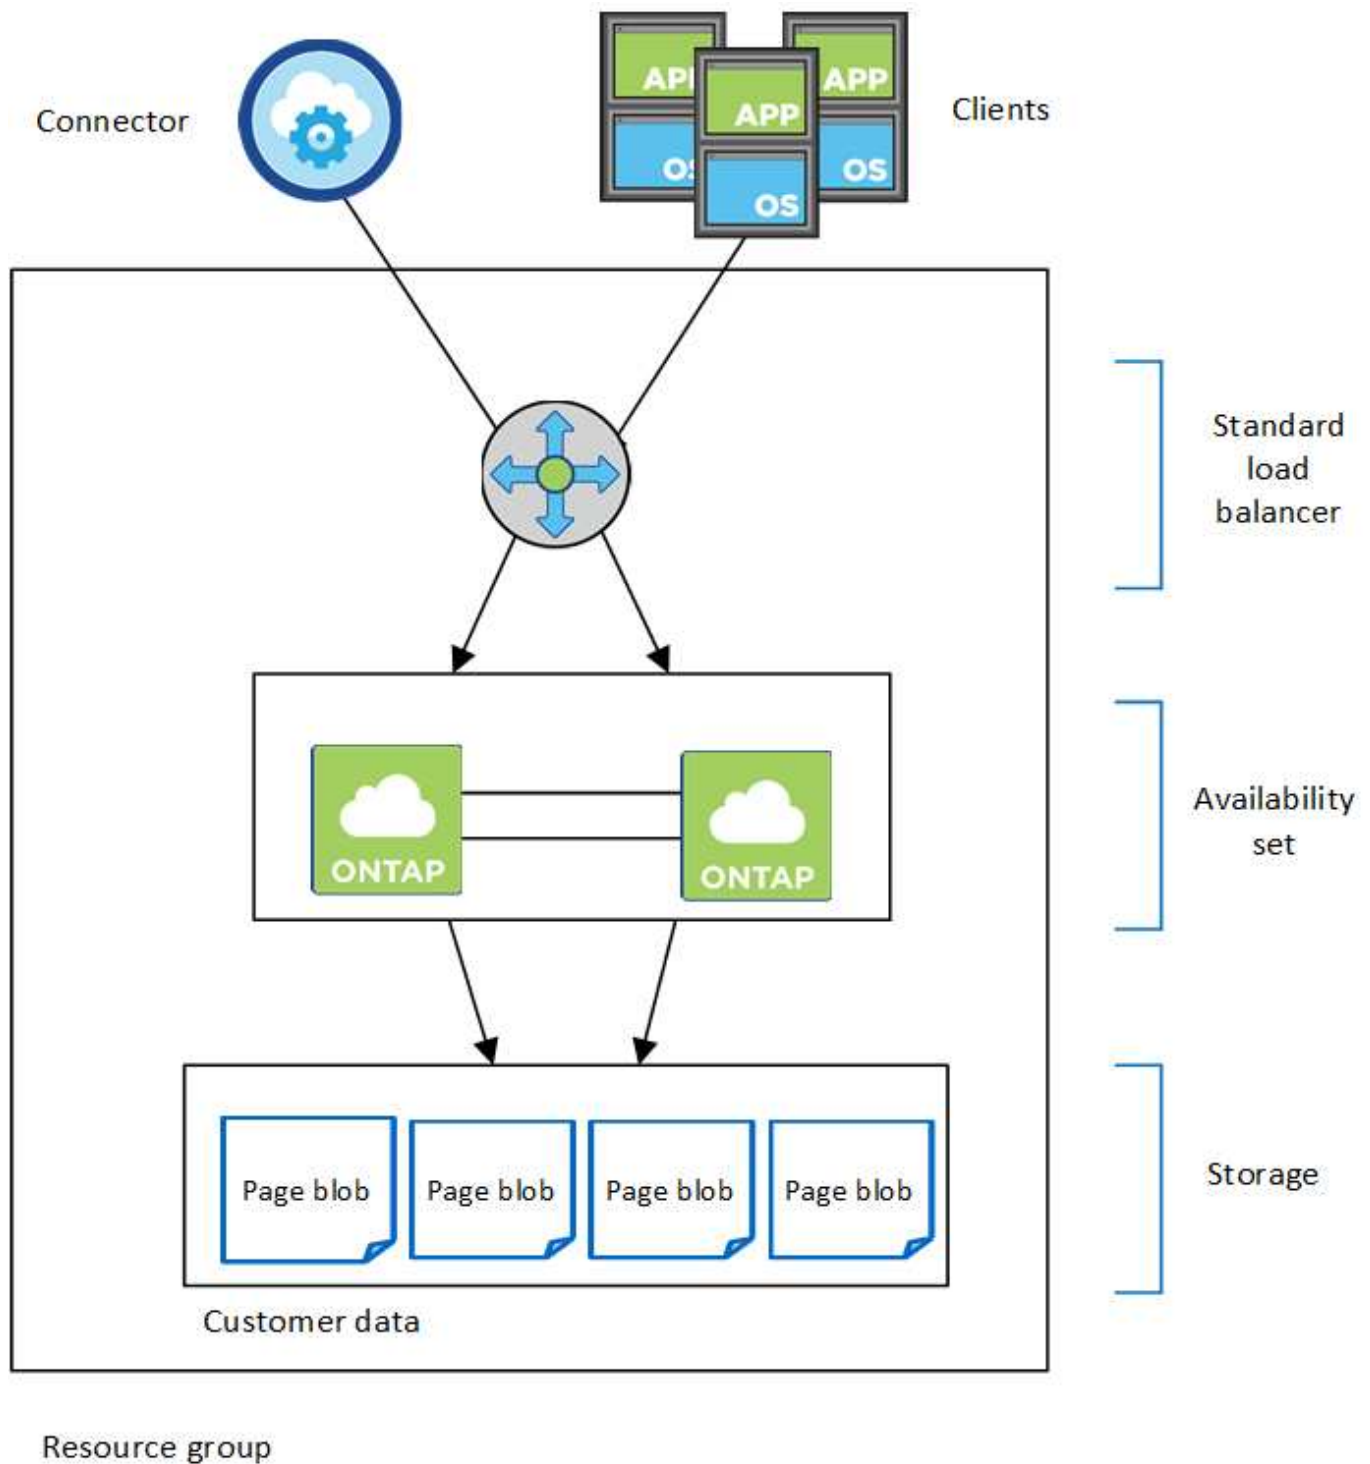 Connector
APP
APP
APP
OS
OS
OS
Clients
Standard
load
balancer
ONTAP
ONTAP
Availability
set
Page blob
Page blob
Page blob
Page blob
Storage
Customer data
Resource group